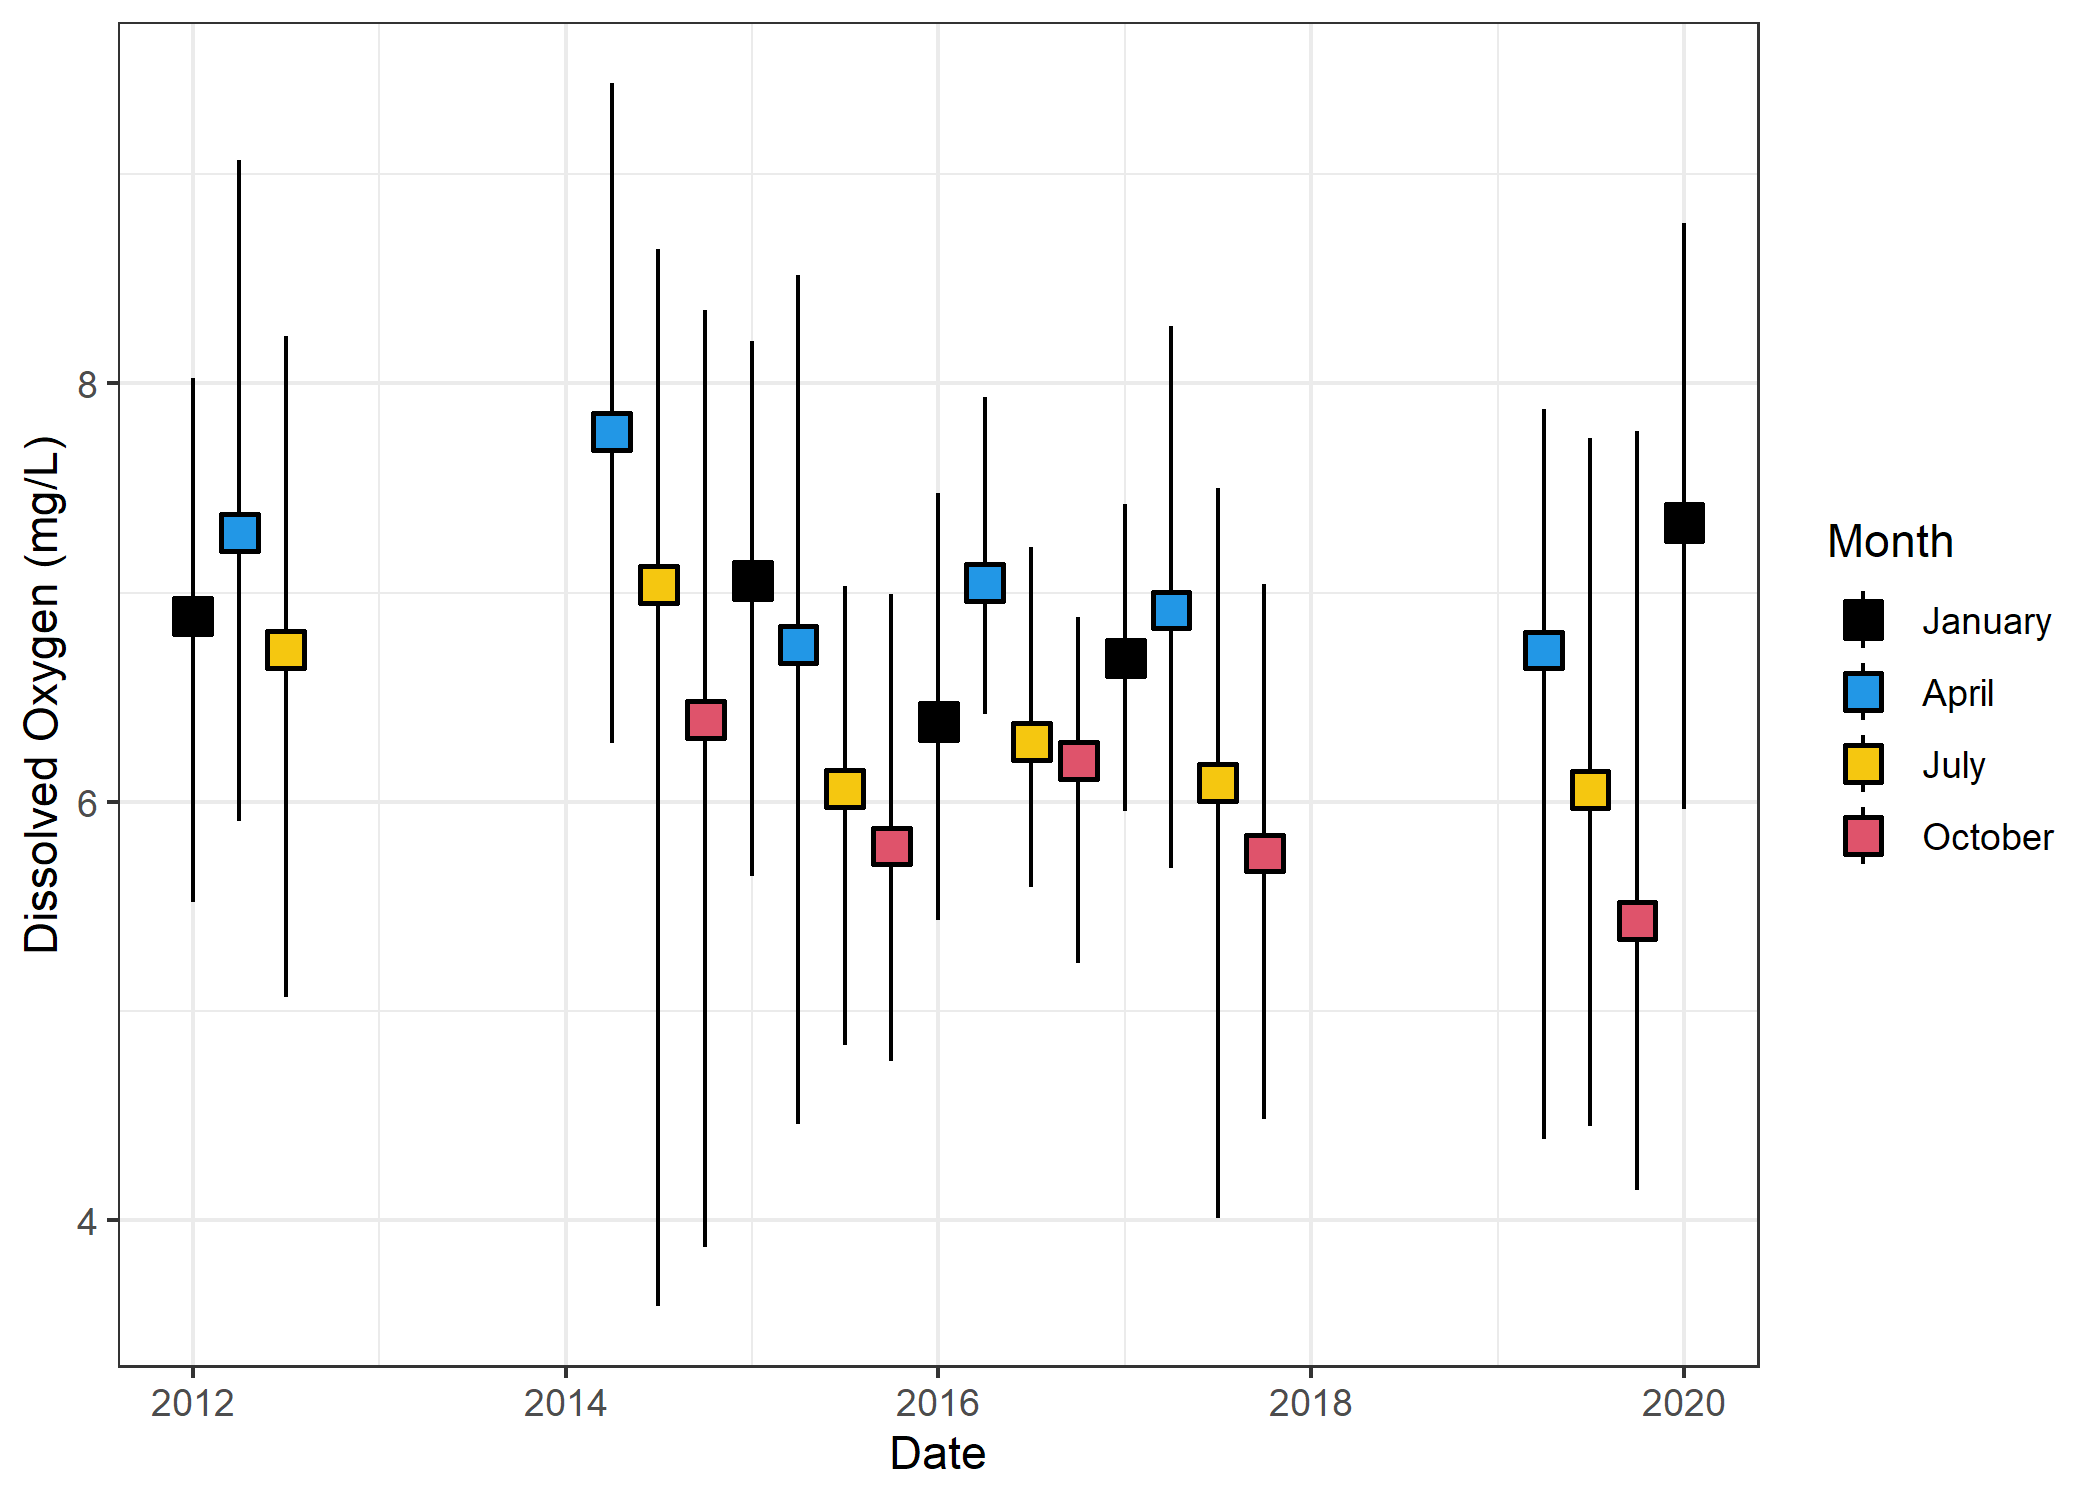 Dissolved Oxygen (mg/L)
8
6
4
2012 2014 2016 2018 2020
Date
Month
January
April
July
October